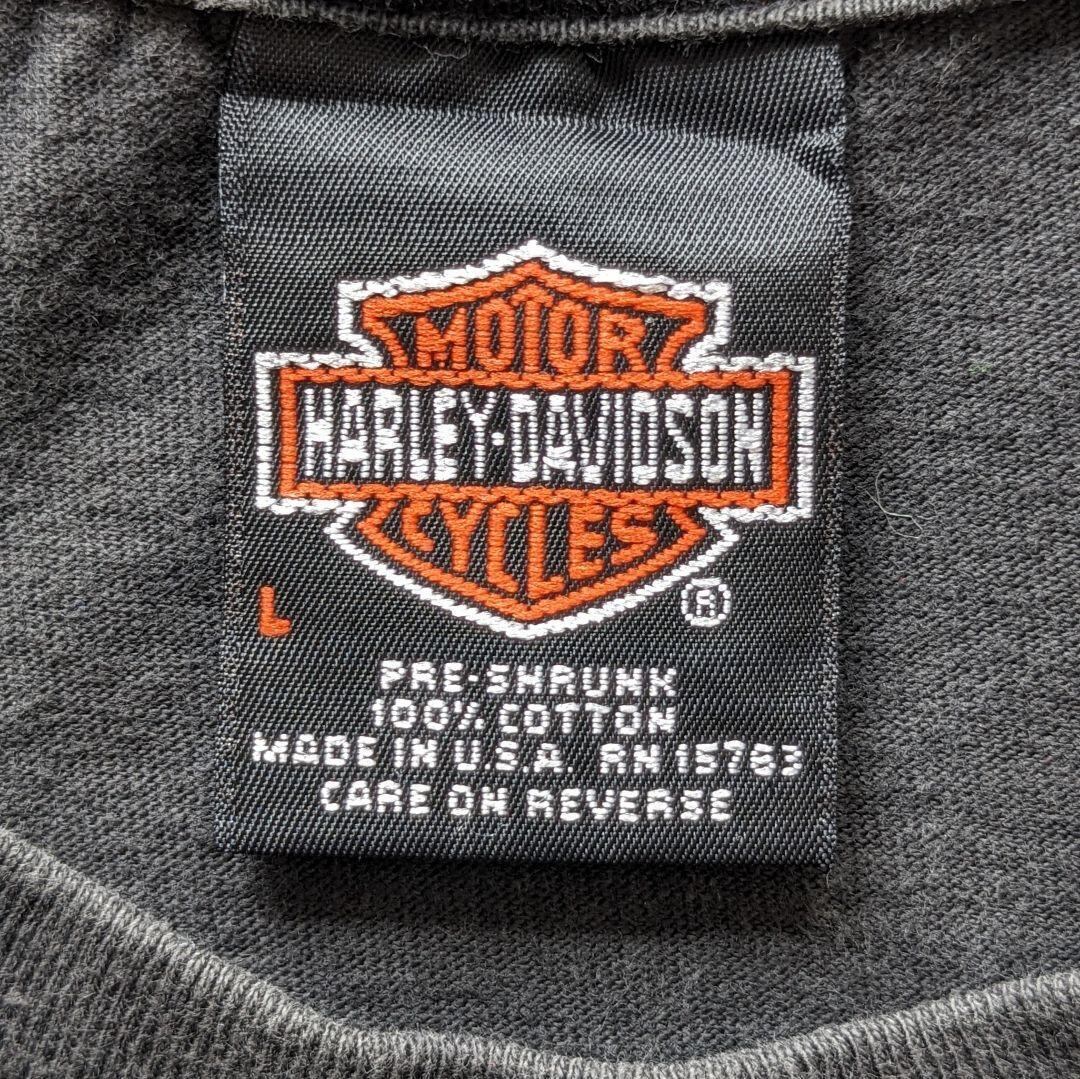 MOTOR
HARLEY-DAVIDSON
CYCLES
®
L
PRE-SHRUNK
100% COTTON
MADE IN U.S.A. RN 15763
CARE ON REVERSE